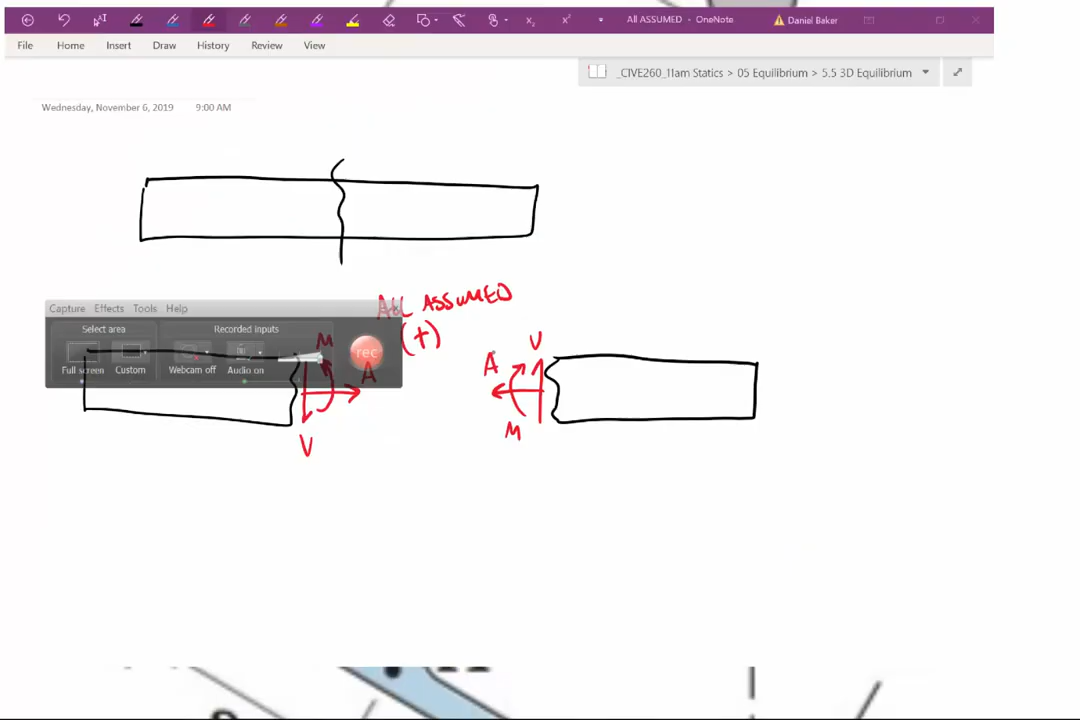 All ASSUMED - OneNote
Daniel Baker
File Home Insert Draw History Review View
_CIVE260_11am Statics > 05 Equilibrium > 5.5 3D Equilibrium
Wednesday, November 6, 2019 9:00 AM
Capture Effects Tools Help
Select area Recorded inputs
Full screen Custom Webcam off Audio on rec
ALL ASSUMED
(+)
M
A
V
V
A
M